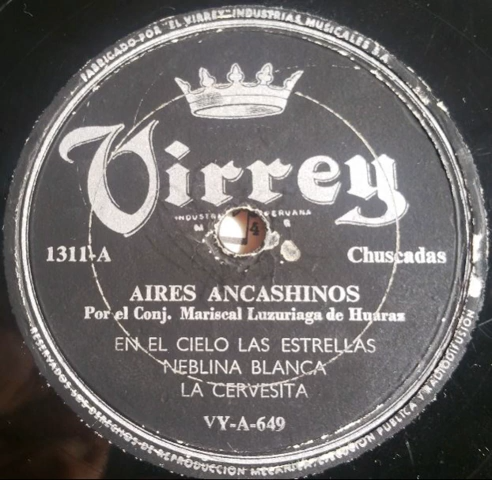 FABRICADO POR "EL VIRREY" INDUSTRIAS MUSICALES S.A.
Virrey
INDUSTRIA PERUANA
1311-A
Chuscadas
AIRES ANCASHINOS
Por el Conj. Mariscal Luzuriaga de Huaraz
EN EL CIELO LAS ESTRELLAS
NEBLINA BLANCA
LA CERVESITA
VY-A-649
RESERVADOS LOS DERECHOS DE REPRODUCCION MECANICA, EJECUCION PUBLICA Y RADIODIFUSION